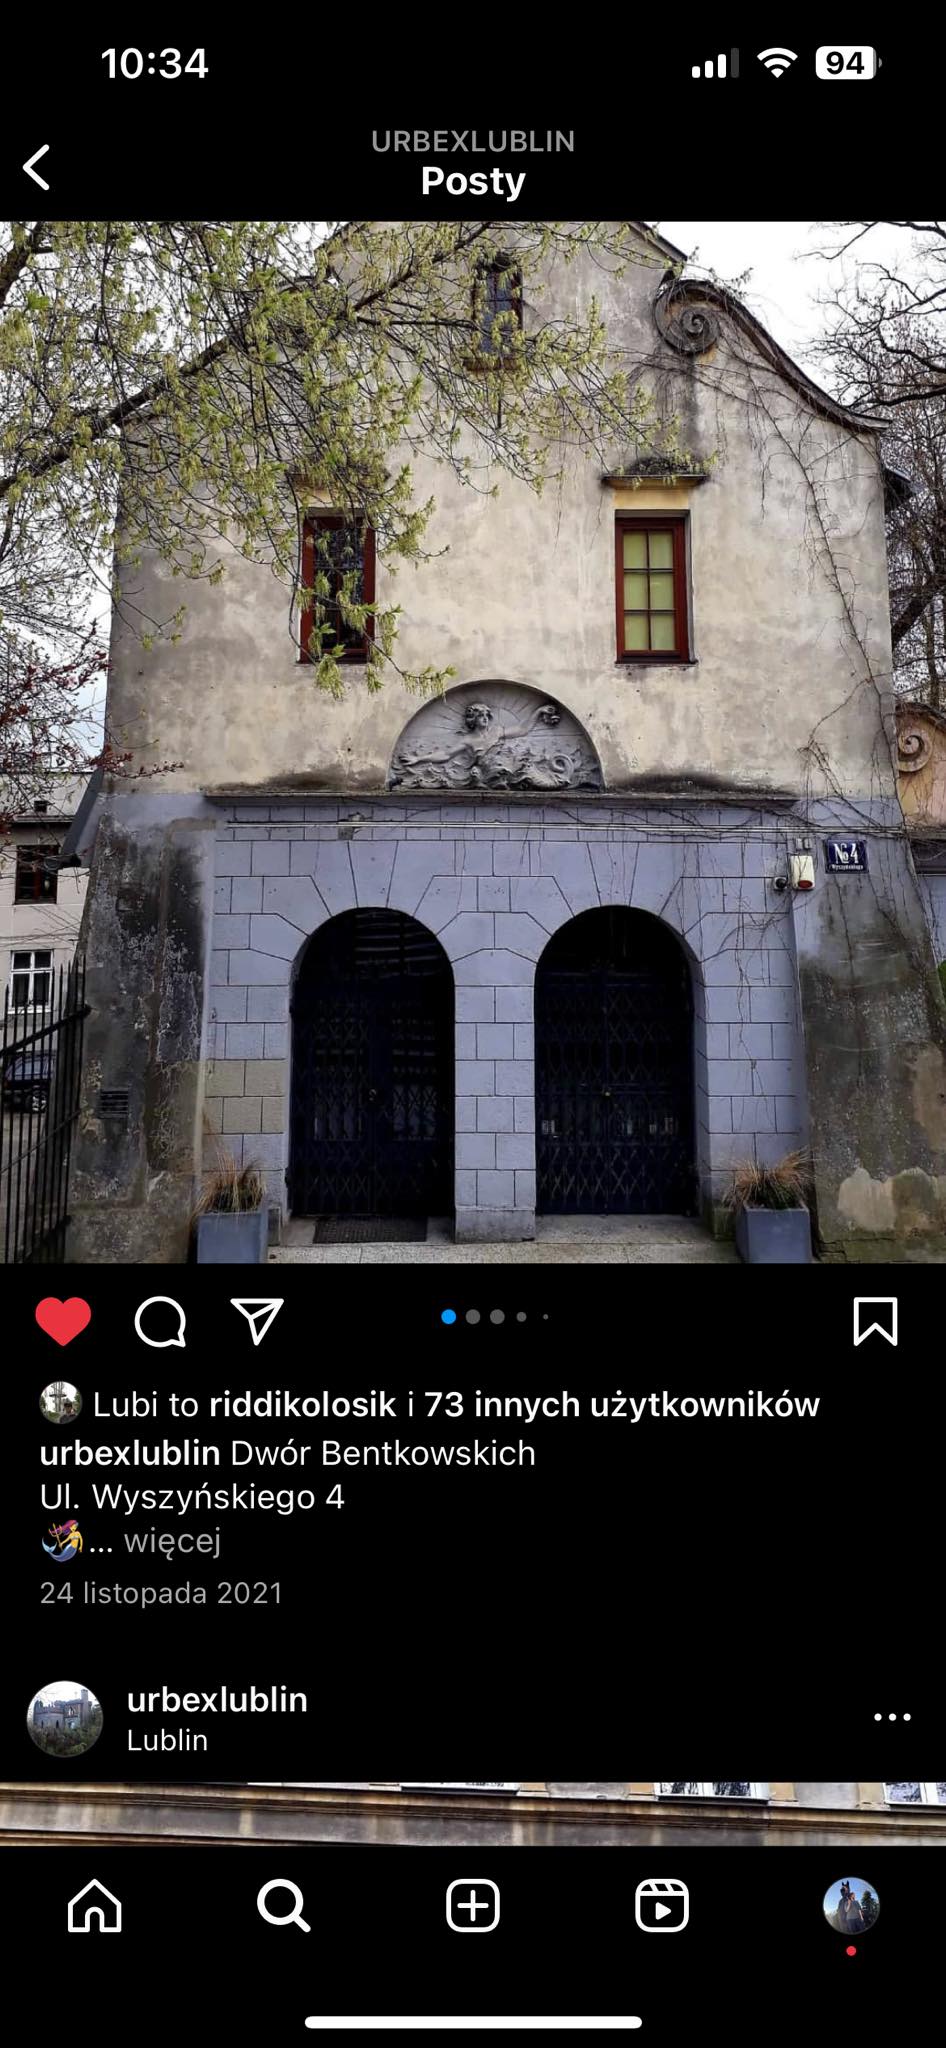 10:34
94
URBEXLUBLIN
Posty
№4
Wyszyńskiego
Lubi to riddikolosik i 73 innych użytkowników
urbexlublin Dwór Bentkowskich
Ul. Wyszyńskiego 4
🧜‍♀️... więcej
24 listopada 2021
urbexlublin
Lublin